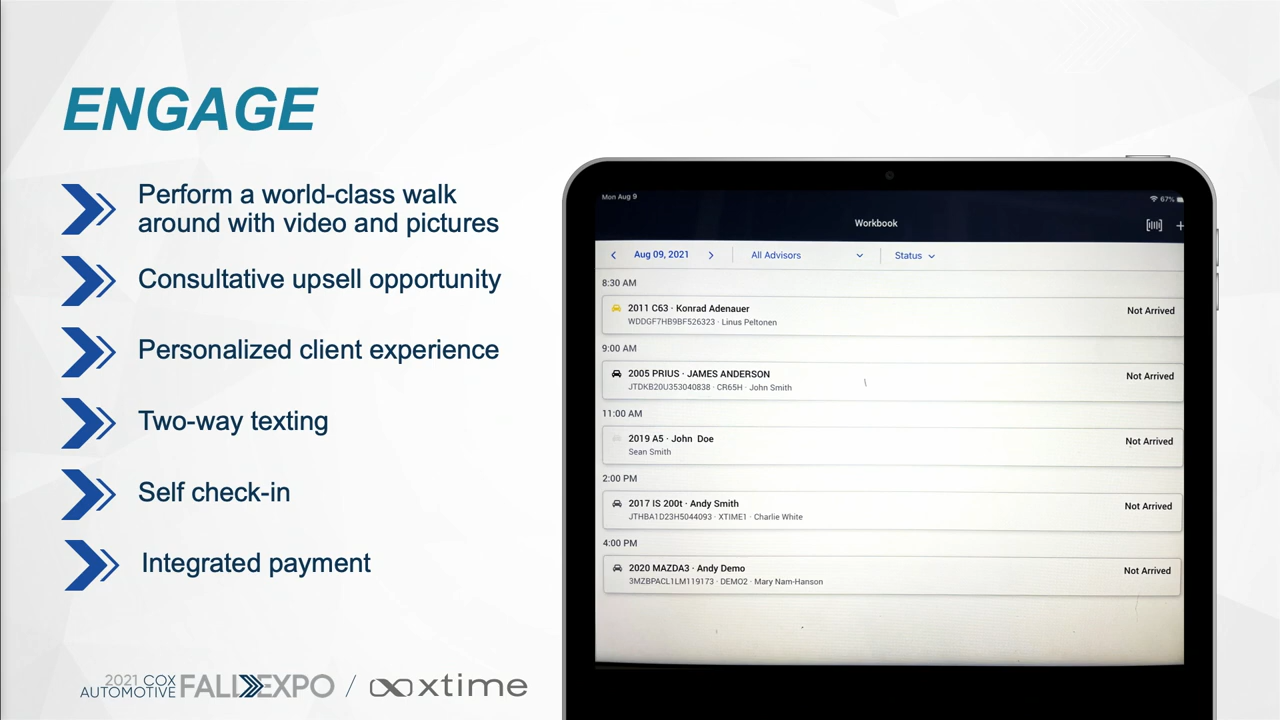 ENGAGE
Perform a world-class walk
around with video and pictures
Consultative upsell opportunity
Personalized client experience
Two-way texting
Self check-in
Integrated payment
2021 COX
AUTOMOTIVE FALL EXPO / xtime
Mon Aug 9
67%
Workbook
Aug 09, 2021
All Advisors
Status
8:30 AM
2011 C63 · Konrad Adenauer
Not Arrived
WDDGF7HB9BF526323 · Linus Peltonen
9:00 AM
2005 PRIUS · JAMES ANDERSON
Not Arrived
JTDKB20U353040838 · CR65H · John Smith
11:00 AM
2019 A5 · John Doe
Not Arrived
Sean Smith
2:00 PM
2017 IS 200t · Andy Smith
Not Arrived
JTHBA1D23H5044093 · XTIME1 · Charlie White
4:00 PM
2020 MAZDA3 · Andy Demo
Not Arrived
3MZBPACL1LM119173 · DEMO2 · Mary Nam-Hanson